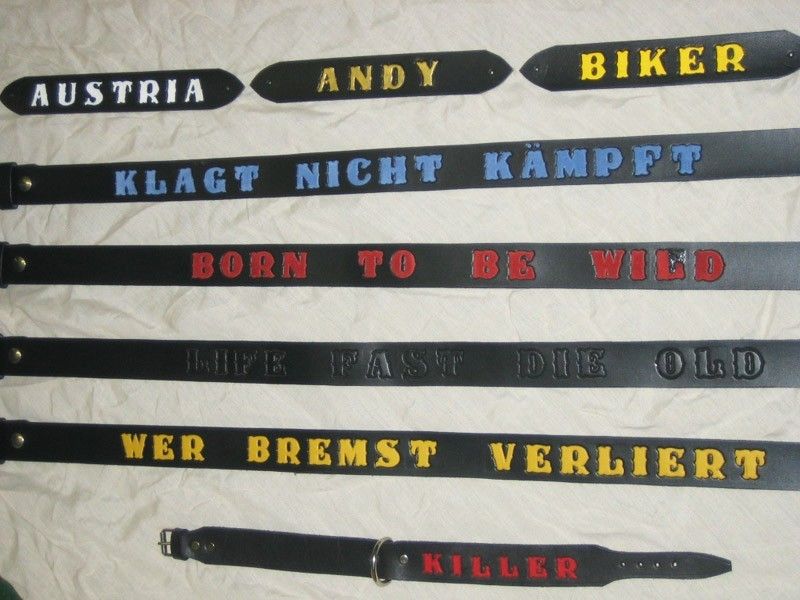 AUSTRIA
ANDY
BIKER
KLAGT NICHT KÄMPFT
BORN TO BE WILD
LIFE FAST DIE OLD
WER BREMST VERLIERT
KILLER